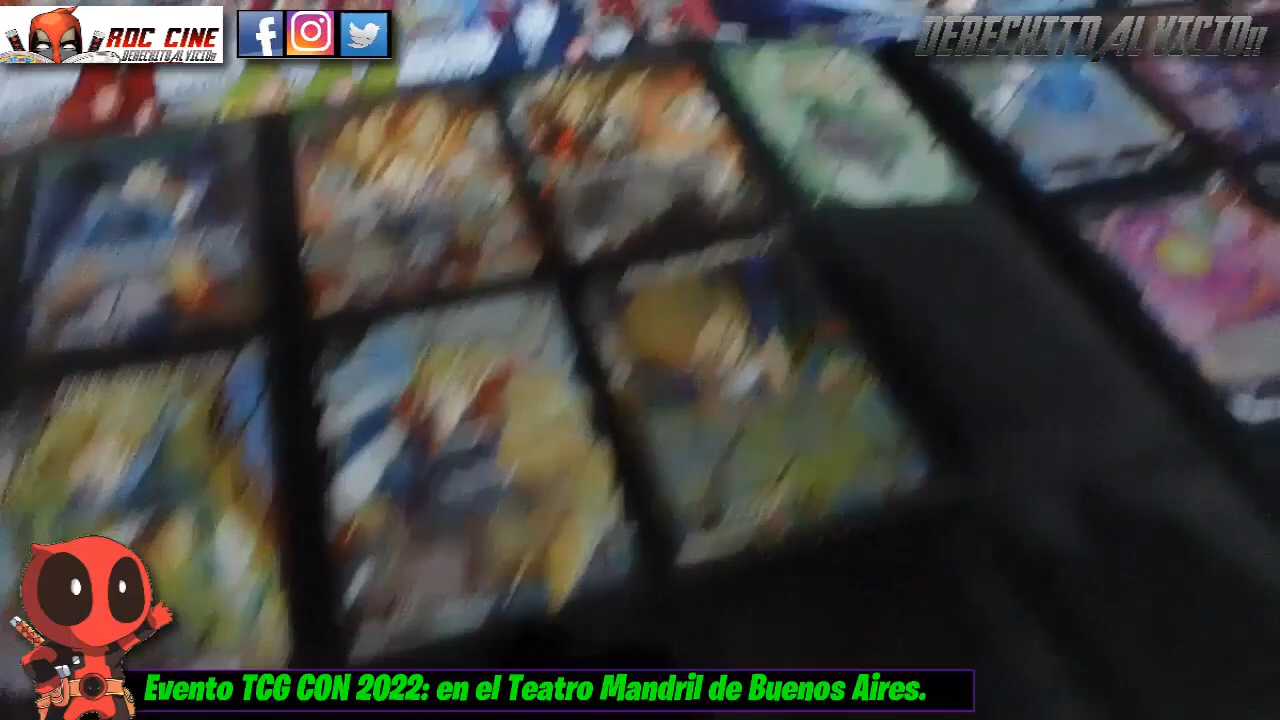 ROC CINE
DERECHITO AL VICIO!!
DERECHITO AL VICIO!!
Evento TCG CON 2022: en el Teatro Mandril de Buenos Aires.